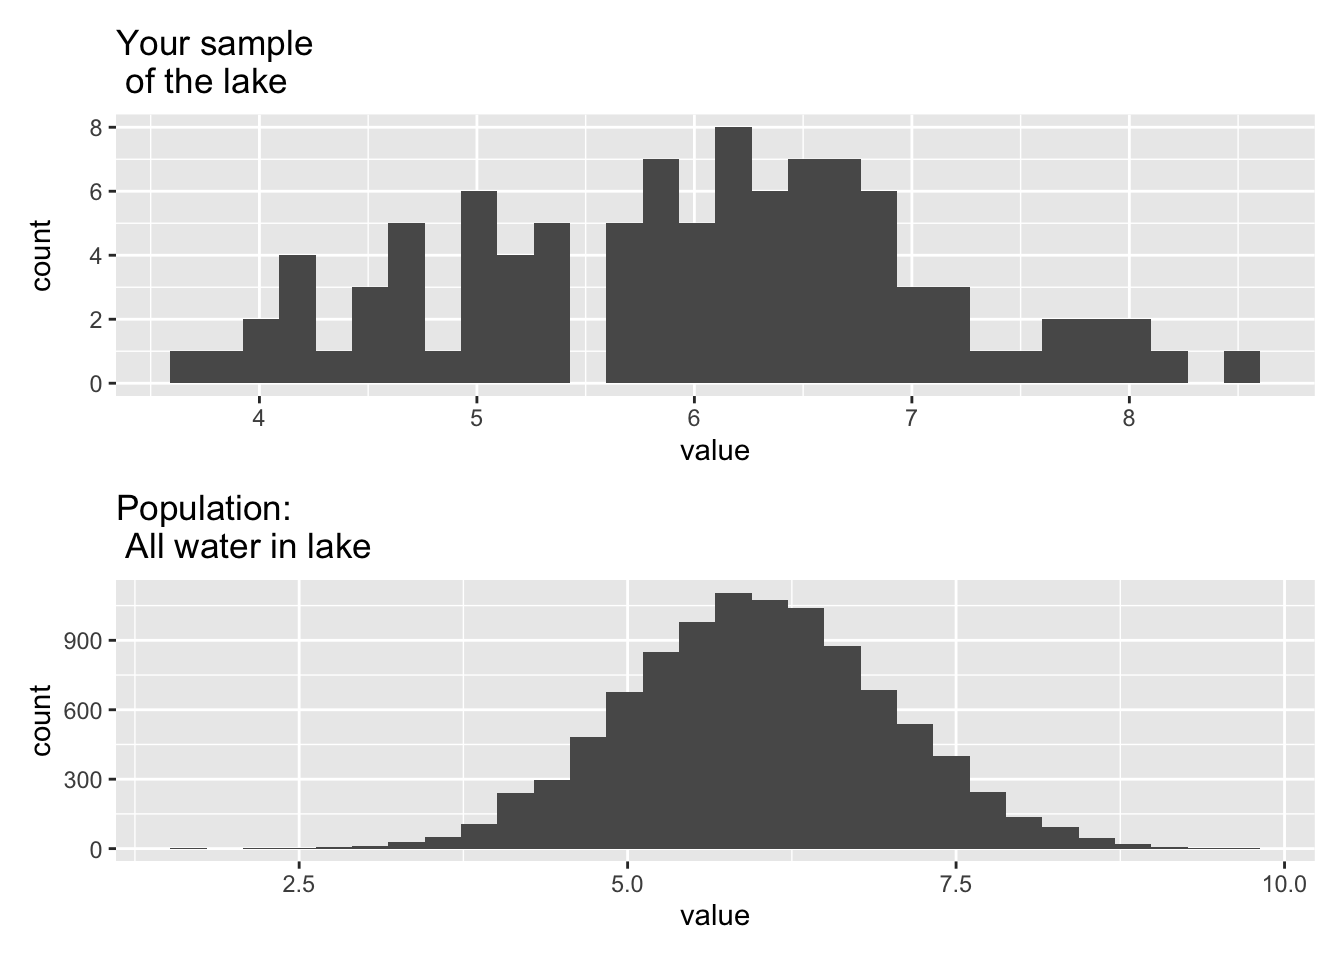 Your sample
of the lake
8
6
4
2
0
count
4 5 6 7 8
value
Population:
All water in lake
900
600
300
0
count
2.5 5.0 7.5 10.0
value